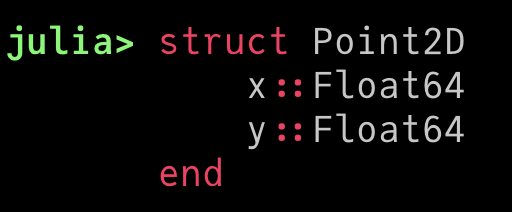 julia> struct Point2D
           x::Float64
           y::Float64
       end